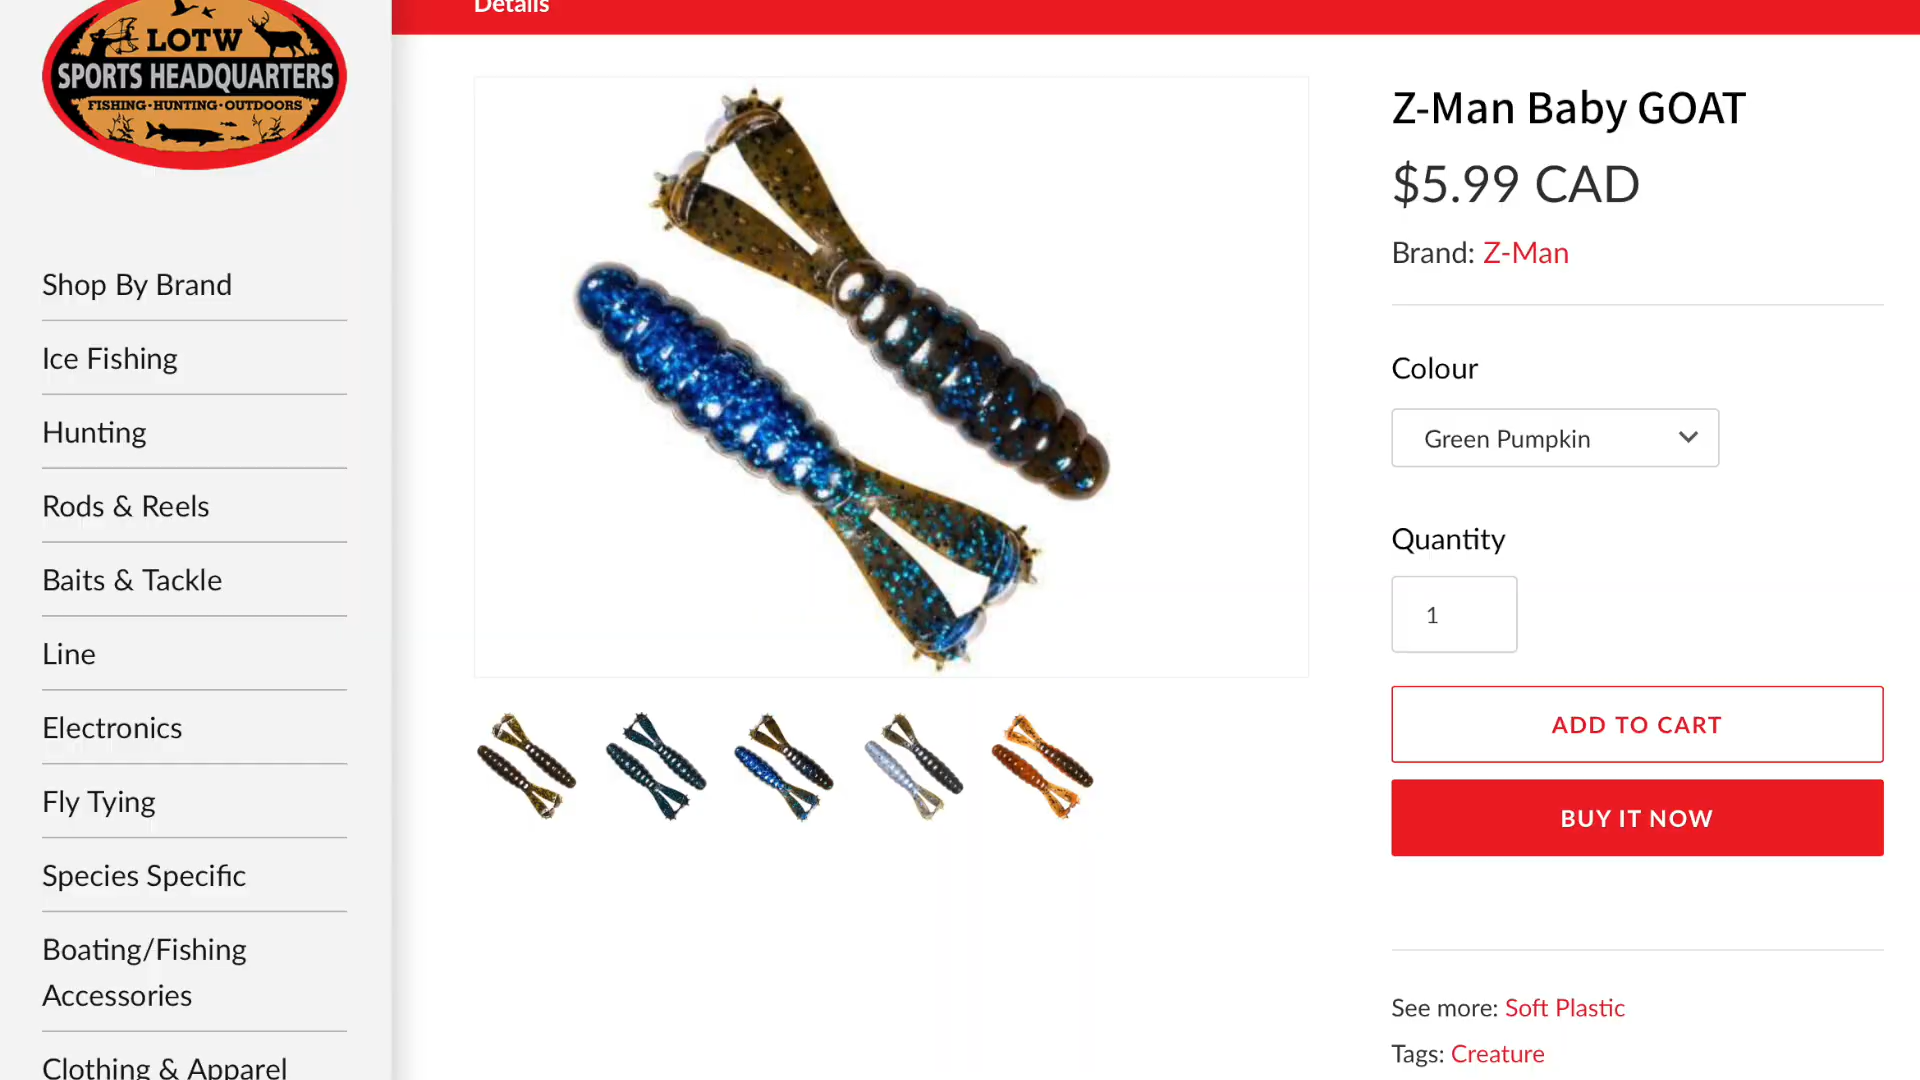 Details
LOTW
SPORTS HEADQUARTERS
FISHING·HUNTING·OUTDOORS
Shop By Brand
Ice Fishing
Hunting
Rods & Reels
Baits & Tackle
Line
Electronics
Fly Tying
Species Specific
Boating/Fishing
Accessories
Clothing & Apparel
Z-Man Baby GOAT
$5.99 CAD
Brand: Z-Man
Colour
Green Pumpkin
Quantity
1
ADD TO CART
BUY IT NOW
See more: Soft Plastic
Tags: Creature